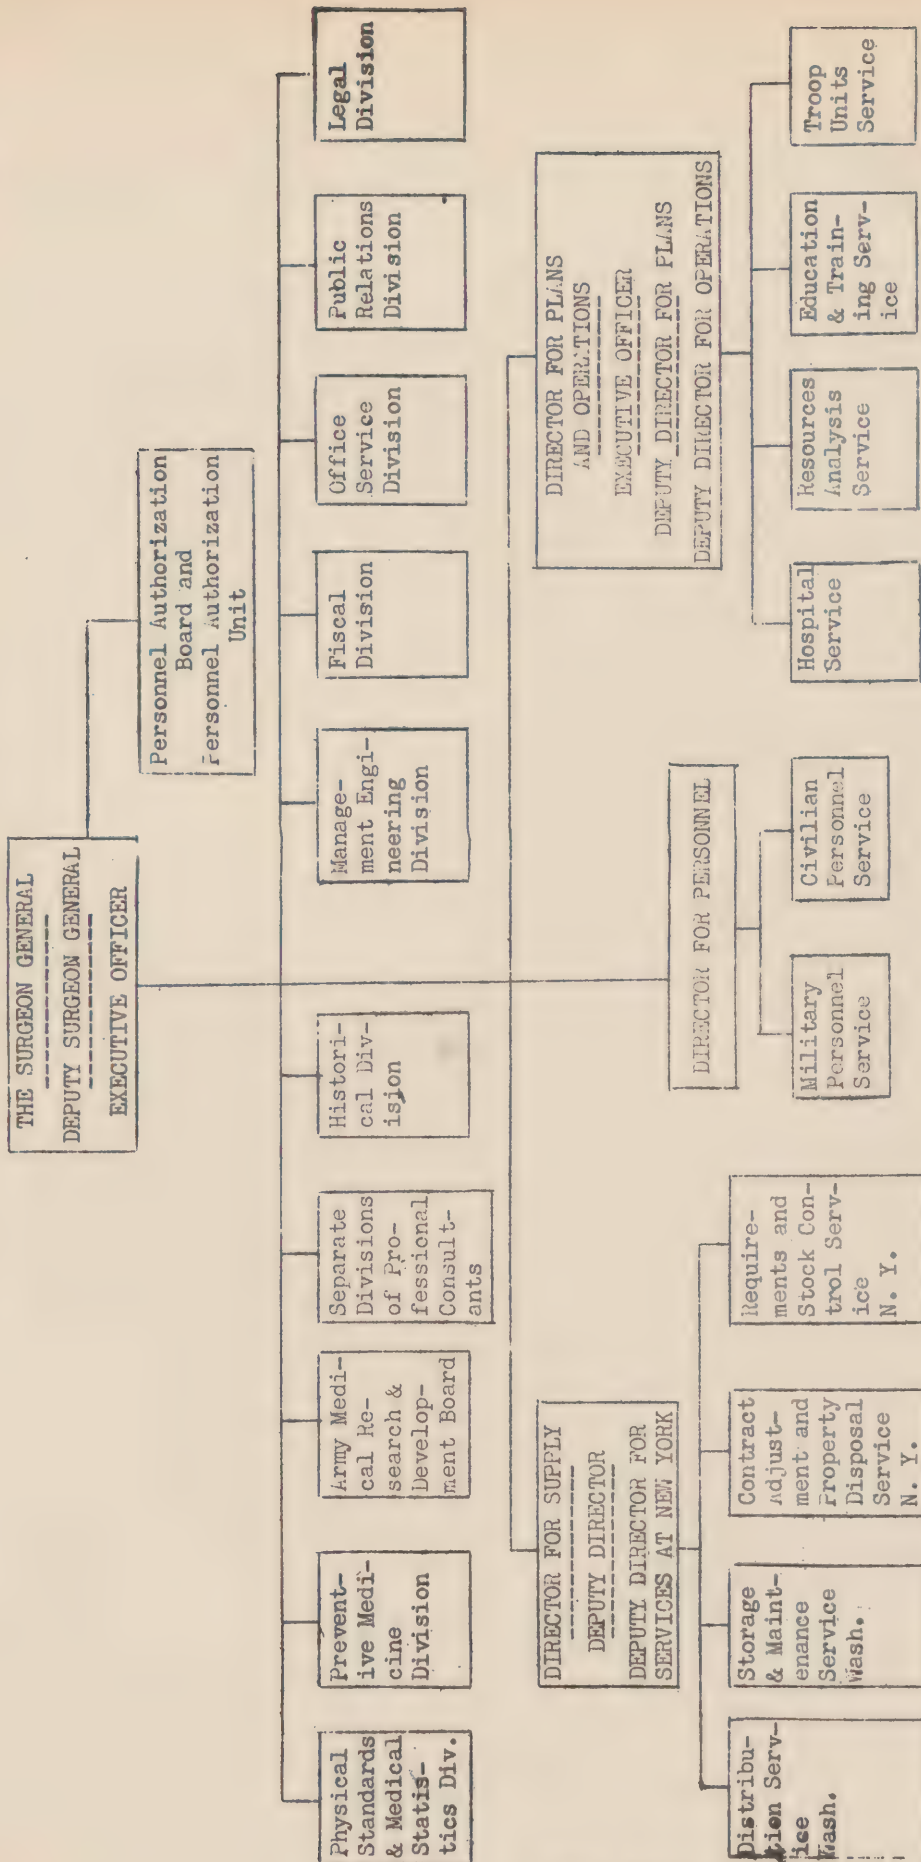 THE SURGEON GENERAL
------------
DEPUTY SURGEON GENERAL
------------
EXECUTIVE OFFICER
Personnel Authorization
Board and
Personnel Authorization
Unit
Physical
Standards
& Medical
Statis-
tics Div.
Prevent-
ive Medi-
cine
Division
Army Medi-
cal Re-
search &
Develop-
ment Board
Separate
Divisions
of Pro-
fessional
Consult-
ants
Histori-
cal Div-
ision
Manage-
ment Engi-
neering
Division
Fiscal
Division
Office
Service
Division
Public
Relations
Division
Legal
Division
DIRECTOR FOR SUPPLY
------------
DEPUTY DIRECTOR
------------
DEPUTY DIRECTOR FOR
SERVICES AT NEW YORK
DIRECTOR FOR PERSONNEL
DIRECTOR FOR PLANS
AND OPERATIONS
------------
EXECUTIVE OFFICER
------------
DEPUTY DIRECTOR FOR PLANS
------------
DEPUTY DIRECTOR FOR OPERATIONS
Distribu-
tion Serv-
ice
Wash.
Storage
& Maint-
enance
Service
Wash.
Contract
Adjust-
ment and
Property
Disposal
Service
N. Y.
Require-
ments and
Stock Con-
trol Serv-
ice
N. Y.
Military
Personnel
Service
Civilian
Personnel
Service
Hospital
Service
Resources
Analysis
Service
Education
& Train-
ing Serv-
ice
Troop
Units
Service